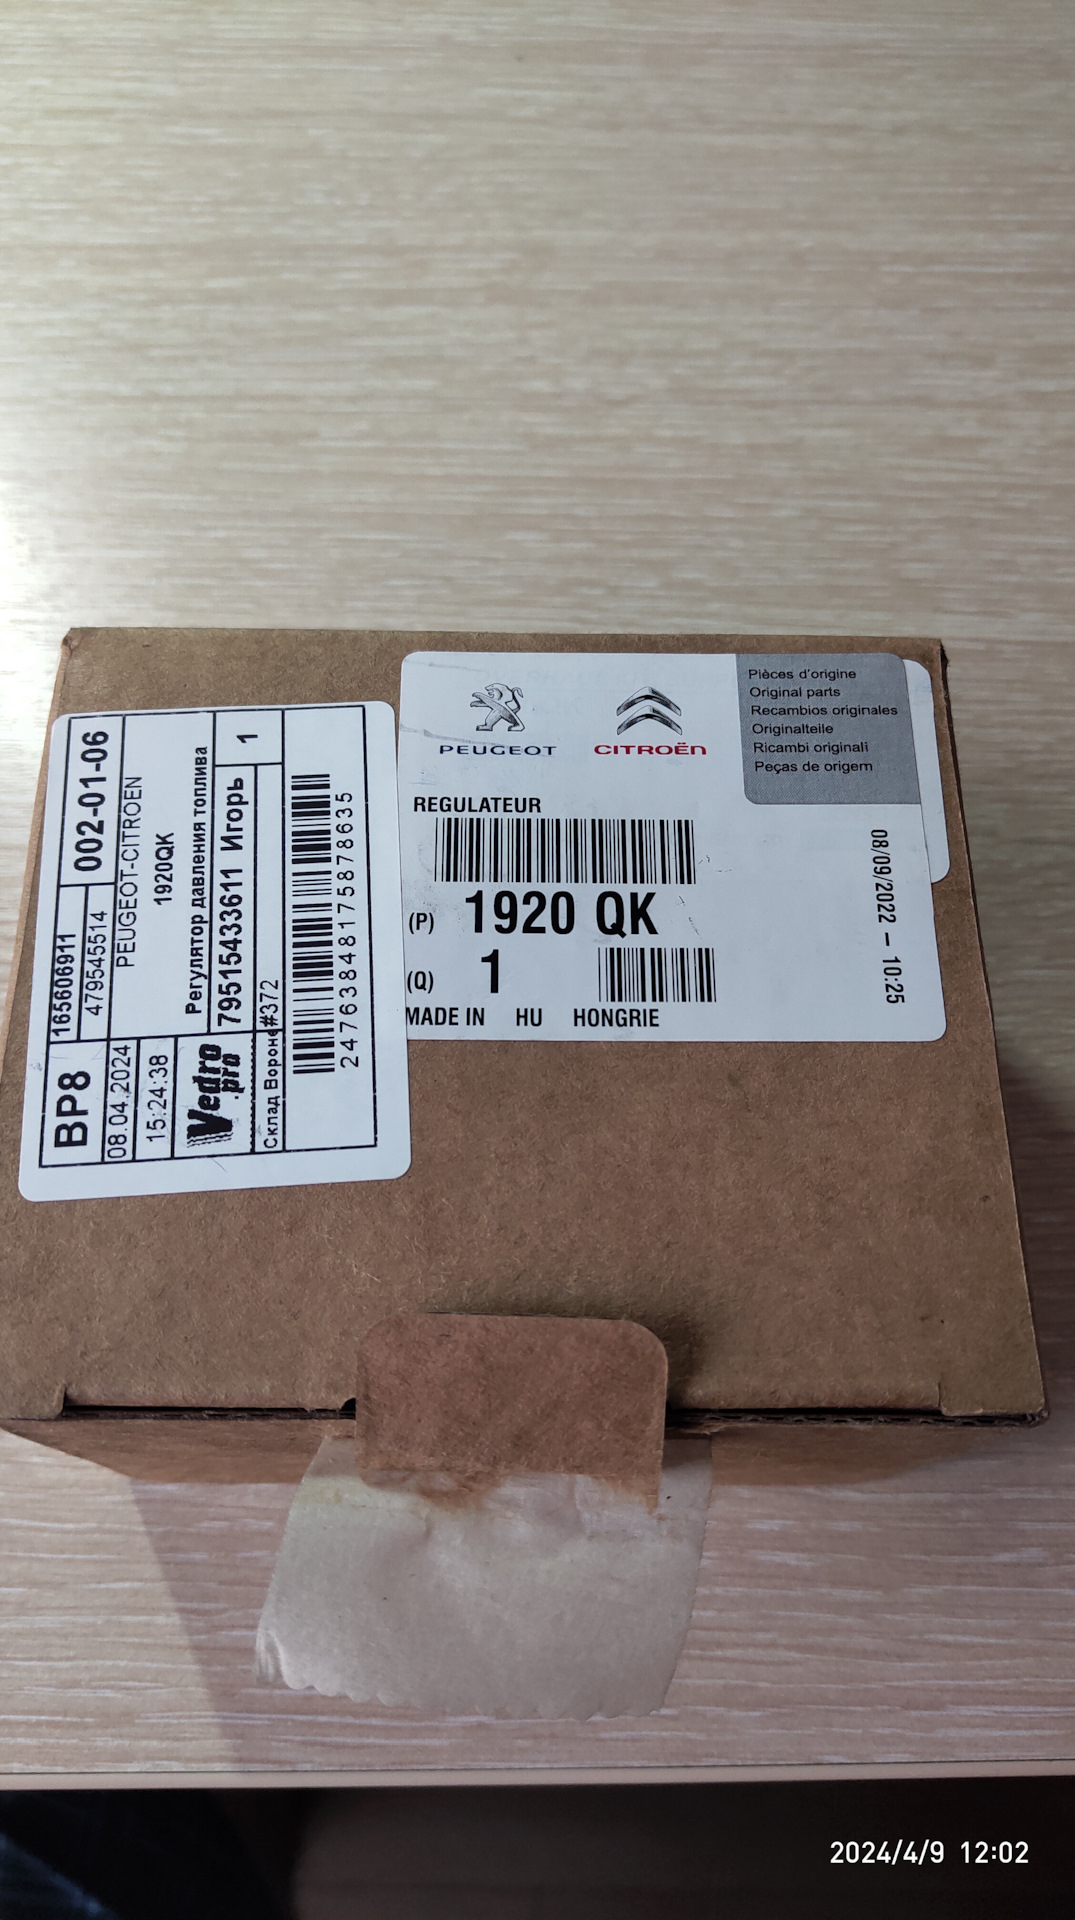 BP8
165606911
002-01-06
08.04.2024
479545514
PEUGEOT-CITROEN
15:24:38
1920QK
Регулятор давления топлива
Vedro
.pro
79515433611 Игорь
1
Склад Вороне
#372
2476384817587 8635
PEUGEOT
CITROËN
Pièces d'origine
Original parts
Recambios originales
Originalteile
Ricambi originali
Peças de origem
REGULATEUR
(P) 1920 QK
(Q) 1
MADE IN HU HONGRIE
08/09/2022 – 10:25
2024/4/9 12:02